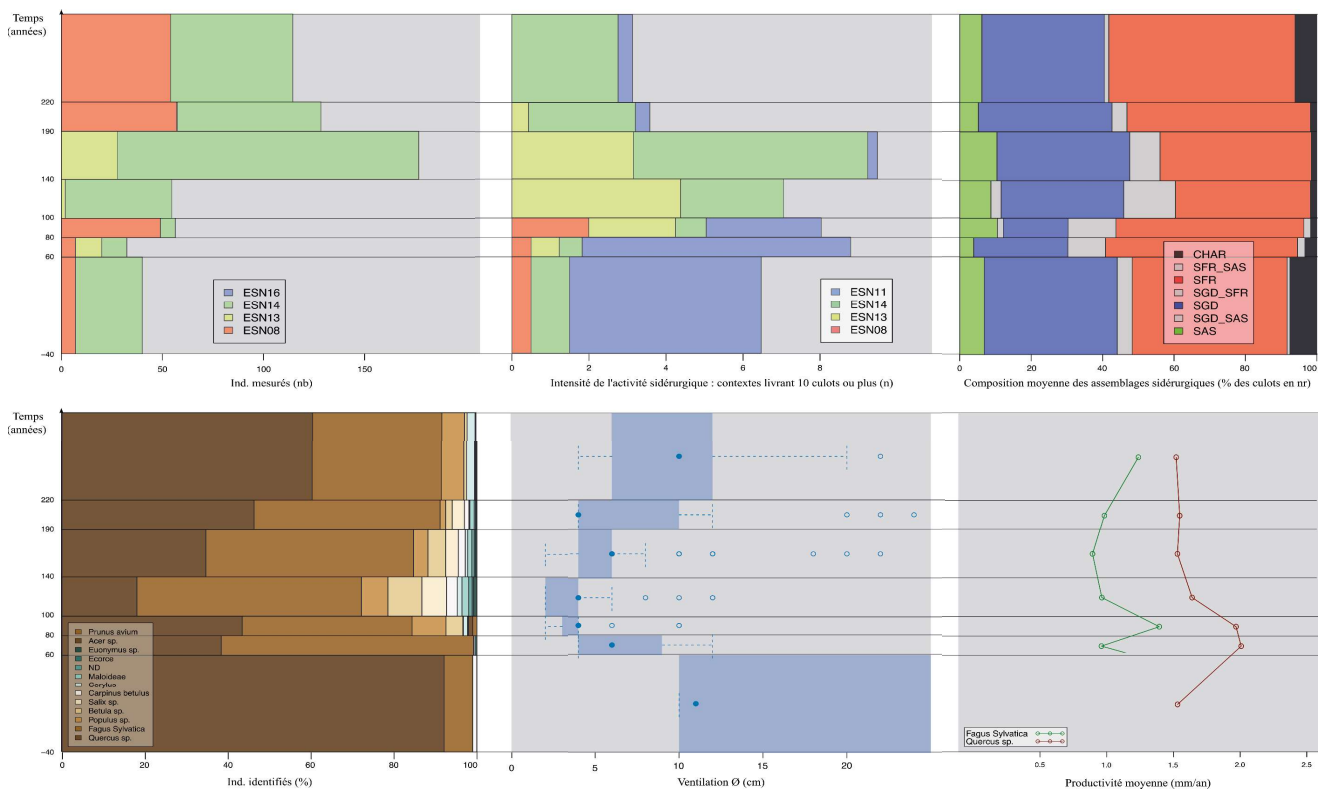 Temps
(années)
220
190
140
100
80
60
-40
ESN16
ESN14
ESN13
ESN08
0
50
100
150
Ind. mesurés (nb)
ESN11
ESN14
ESN13
ESN08
0
2
4
6
8
Intensité de l'activité sidérurgique : contextes livrant 10 culots ou plus (n)
CHAR
SFR_SAS
SFR
SGD_SFR
SGD
SGD_SAS
SAS
0
20
40
60
80
100
Composition moyenne des assemblages sidérurgiques (% des culots en nr)
Temps
(années)
220
190
140
100
80
60
-40
Prunus avium
Acer sp.
Euonymus sp.
Ecorce
ND
Maloideae
Corylus
Carpinus betulus
Salix sp.
Betula sp.
Populus sp.
Fagus Sylvatica
Quercus sp.
0
20
40
60
80
100
Ind. identifiés (%)
0
5
10
15
20
Ventilation Ø (cm)
Fagus Sylvatica
Quercus sp.
0.5
1.0
1.5
2.0
2.5
Productivité moyenne (mm/an)